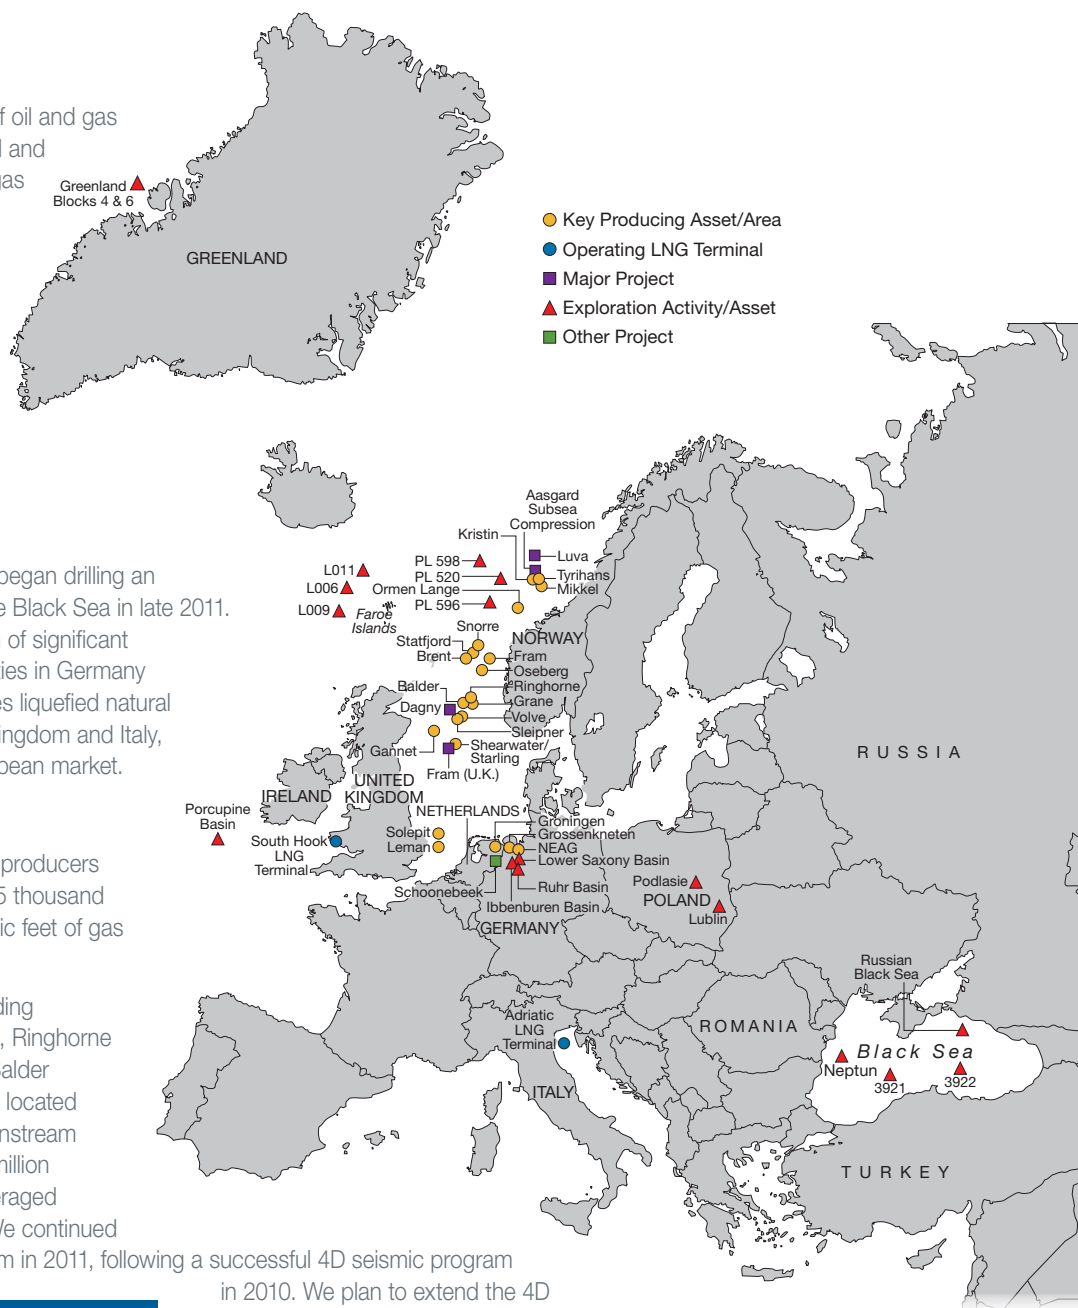 f oil and gas
l and
gas
Greenland
Blocks 4 & 6
GREENLAND
Key Producing Asset/Area
Operating LNG Terminal
Major Project
Exploration Activity/Asset
Other Project
Aasgard
Subsea
Compression
Kristin
Luva
PL 598
PL 520
Tyrihans
Ormen Lange
Mikkel
PL 596
L011
L006
L009
Faroe
Islands
began drilling an
e Black Sea in late 2011.
n of significant
ties in Germany
es liquefied natural
ingdom and Italy,
pean market.
Snorre
NORWAY
Statfjord
Brent
Fram
Oseberg
Balder
Ringhorne
Dagny
Grane
Volve
Sleipner
Gannet
Shearwater/
Starling
Fram (U.K.)
RUSSIA
UNITED
KINGDOM
IRELAND
NETHERLANDS
Porcupine
Basin
South Hook
LNG
Terminal
Solepit
Leman
Groningen
Grossenkneten
NEAG
Lower Saxony Basin
Schoonebeek
Ruhr Basin
Ibbenburen Basin
GERMANY
Podlasie
POLAND
Lublin
producers
5 thousand
ic feet of gas
Russian
Black Sea
Adriatic
LNG
Terminal
ROMANIA
Black Sea
Neptun
3921
3922
ITALY
TURKEY
ding
, Ringhorne
Balder
located
nstream
million
eraged
We continued
m in 2011, following a successful 4D seismic program
in 2010. We plan to extend the 4D